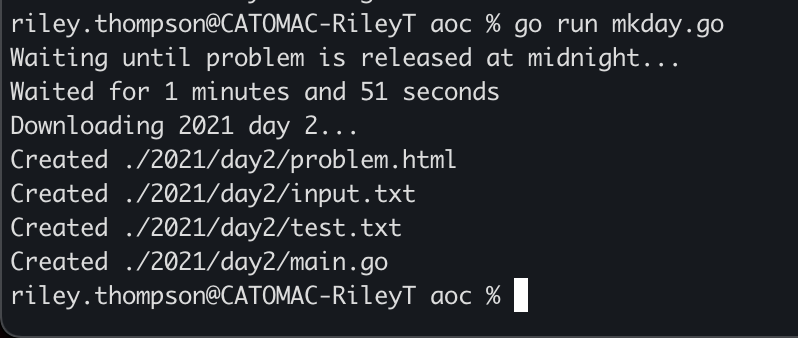 riley.thompson@CATOMAC-RileyT aoc % go run mkday.go
Waiting until problem is released at midnight...
Waited for 1 minutes and 51 seconds
Downloading 2021 day 2...
Created ./2021/day2/problem.html
Created ./2021/day2/input.txt
Created ./2021/day2/test.txt
Created ./2021/day2/main.go
riley.thompson@CATOMAC-RileyT aoc %